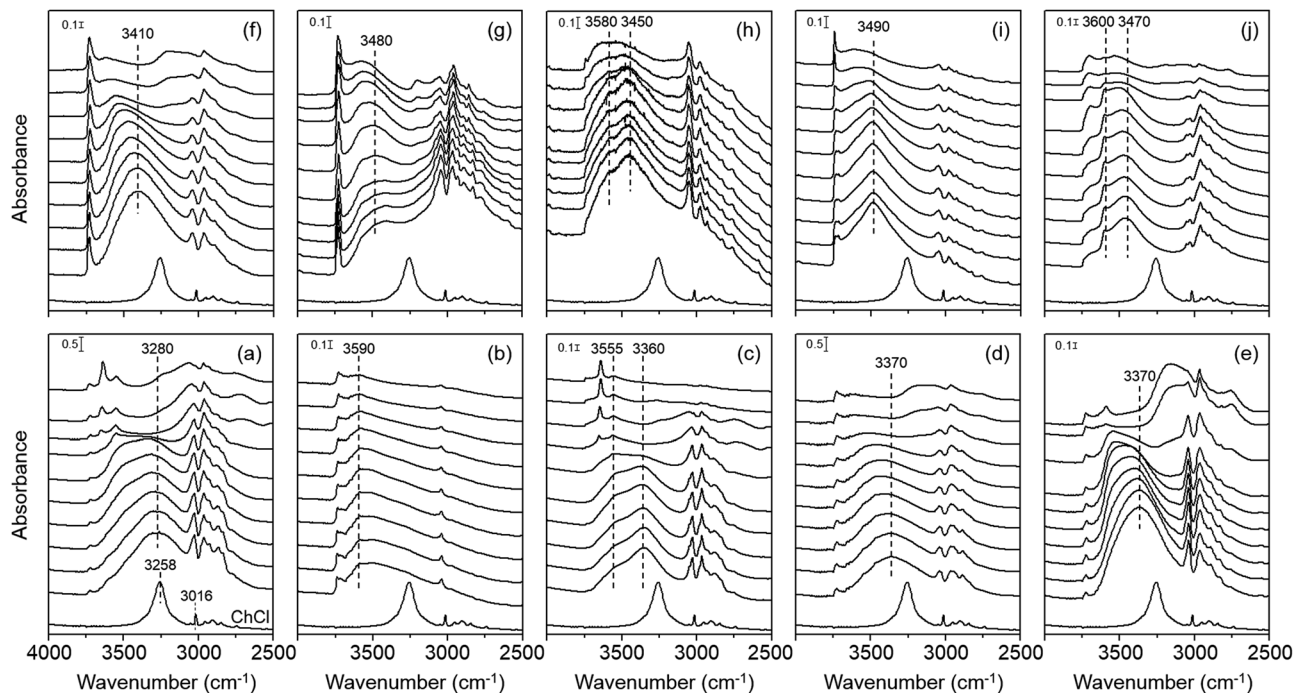 0.1
3410
(f)
0.1
3480
(g)
0.1
3580
3450
(h)
0.1
3490
(i)
0.1
3600
3470
(j)
Absorbance
0.5
3280
(a)
3258
3016
ChCl
0.1
3590
(b)
0.1
3555
3360
(c)
0.5
3370
(d)
0.1
3370
(e)
Absorbance
4000 3500 3000 2500
3500 3000 2500
3500 3000 2500
3500 3000 2500
3500 3000 2500
Wavenumber (cm⁻¹)
Wavenumber (cm⁻¹)
Wavenumber (cm⁻¹)
Wavenumber (cm⁻¹)
Wavenumber (cm⁻¹)